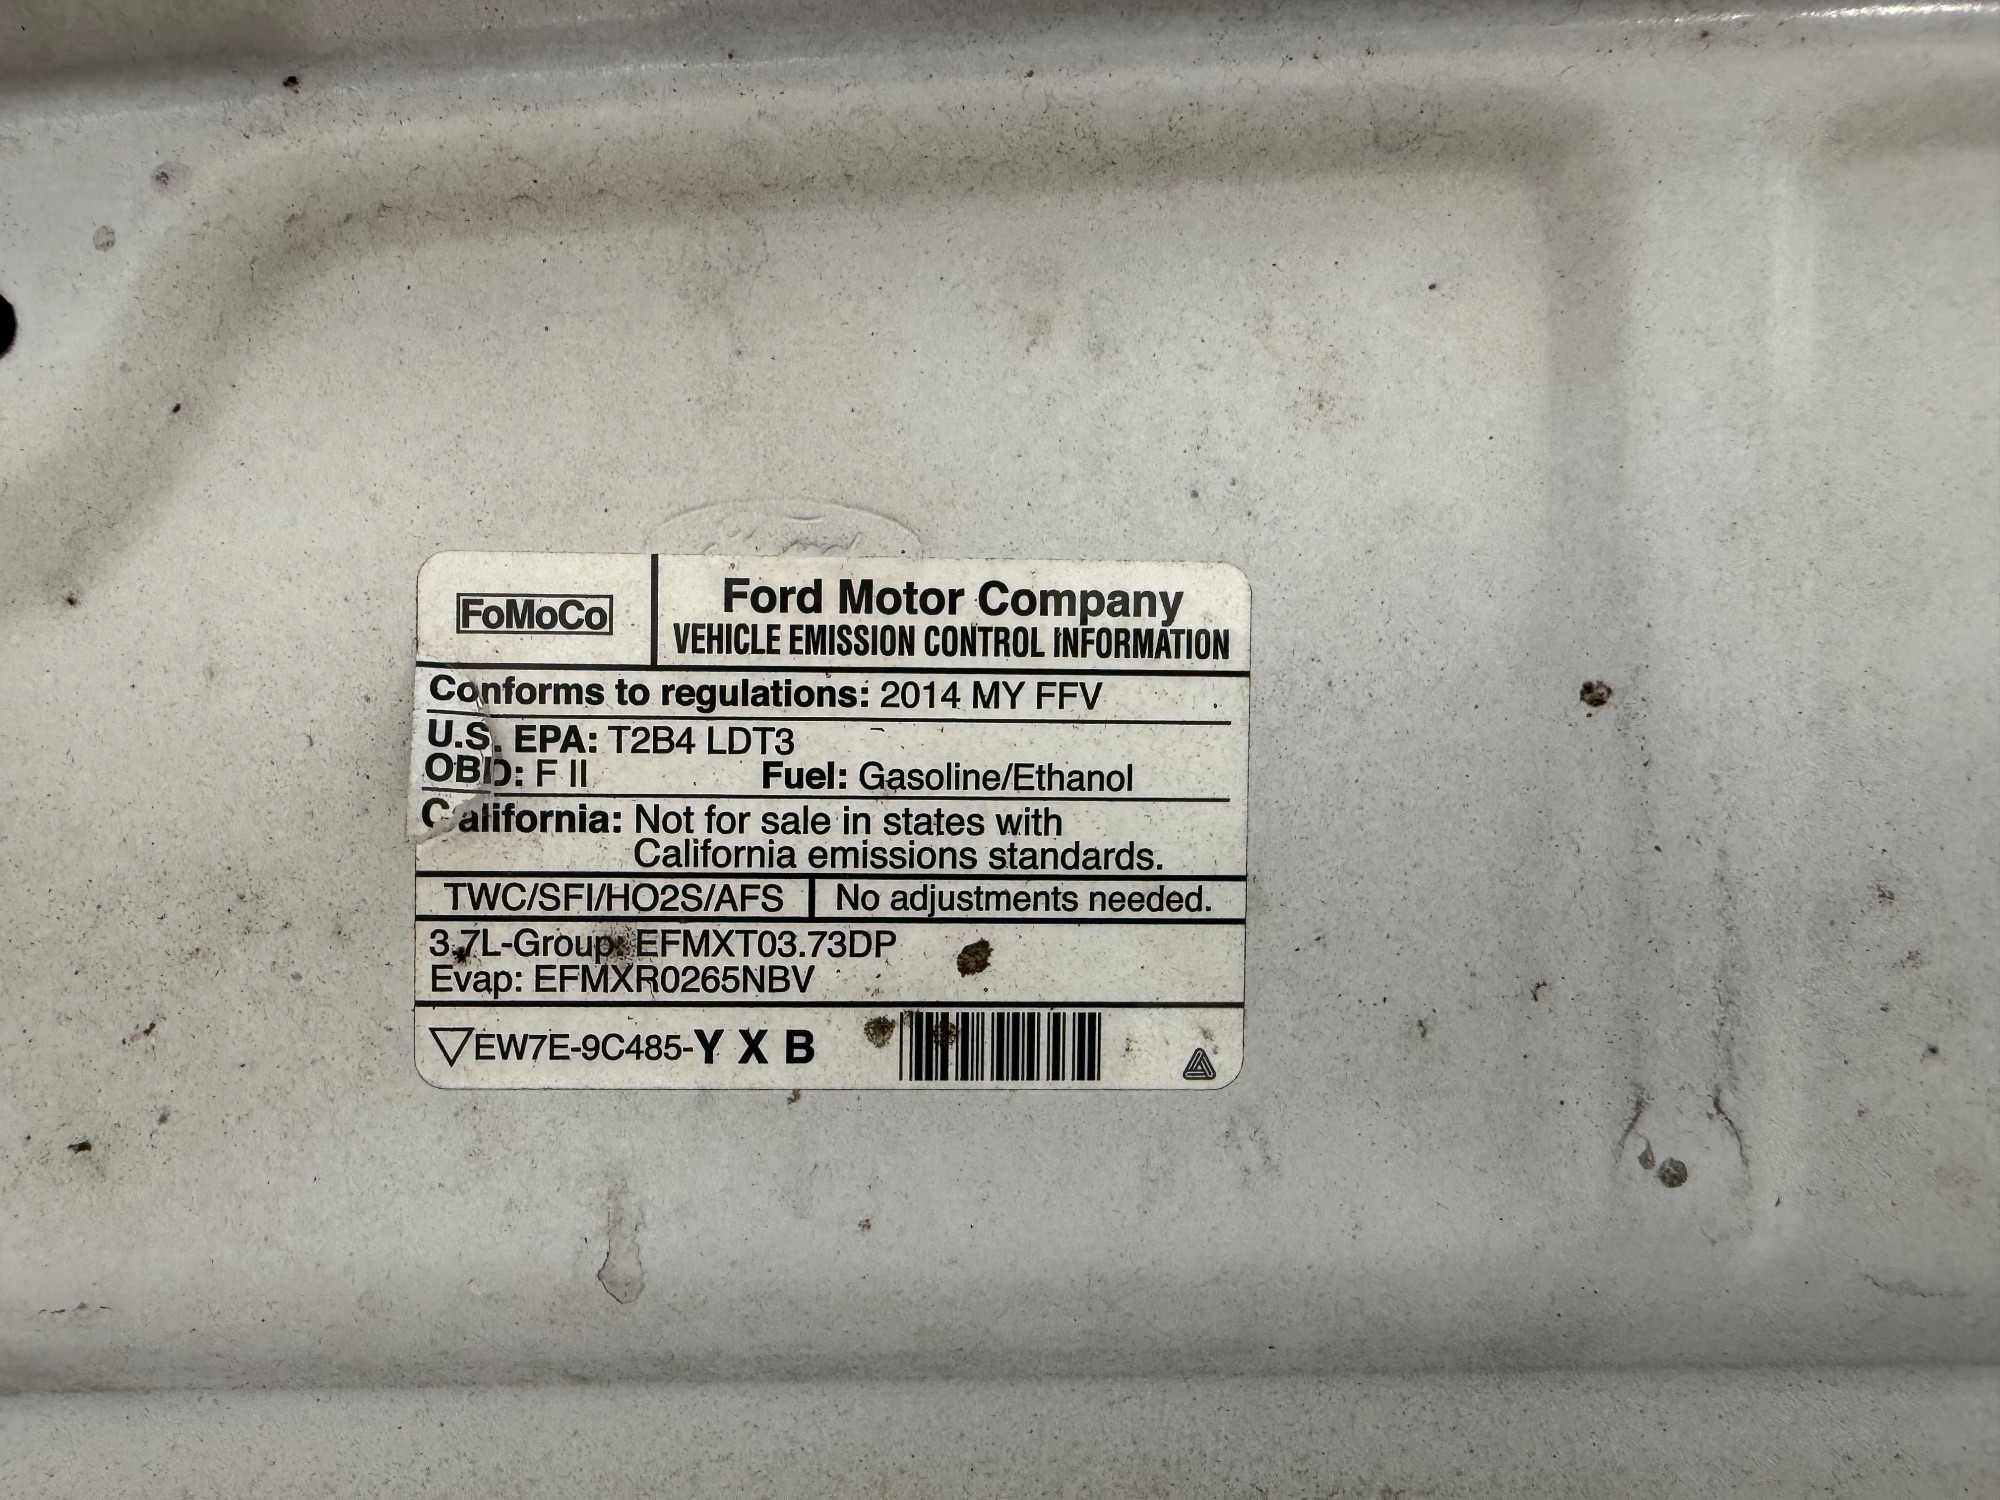 FoMoCo
Ford Motor Company
VEHICLE EMISSION CONTROL INFORMATION
Conforms to regulations: 2014 MY FFV
U.S. EPA: T2B4 LDT3
OBD: F II Fuel: Gasoline/Ethanol
California: Not for sale in states with
California emissions standards.
TWC/SFI/HO2S/AFS No adjustments needed.
3.7L-Group: EFMXT03.73DP
Evap: EFMXR0265NBV
EW7E-9C485-Y X B